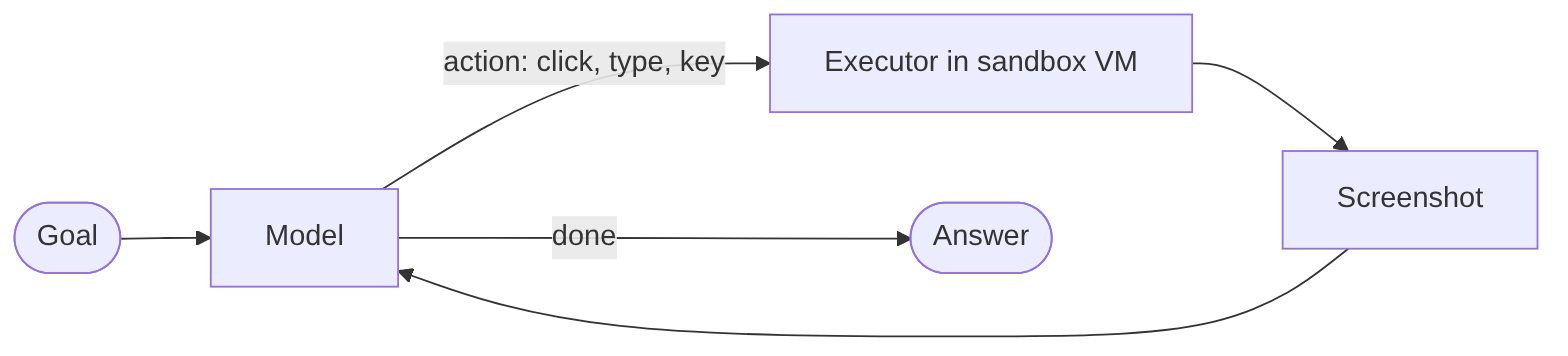 action: click, type, key
Executor in sandbox VM
Screenshot
Goal
Model
done
Answer